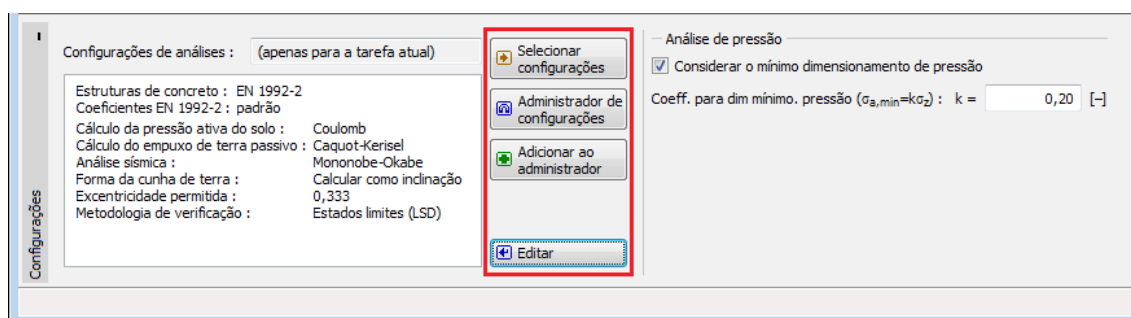 Configurações de análises : (apenas para a tarefa atual)
Estruturas de concreto : EN 1992-2
Coeficientes EN 1992-2 : padrão
Cálculo da pressão ativa do solo : Coulomb
Cálculo do empuxo de terra passivo : Caquot-Kerisel
Análise sísmica : Mononobe-Okabe
Forma da cunha de terra : Calcular como inclinação
Excentricidade permitida : 0,333
Metodologia de verificação : Estados limites (LSD)
Selecionar
configurações
Administrador de
configurações
Adicionar ao
administrador
Editar
Análise de pressão
Considerar o mínimo dimensionamento de pressão
Coeff. para dim mínimo. pressão (σa,min=kσz) : k = 0,20 [–]
Configurações